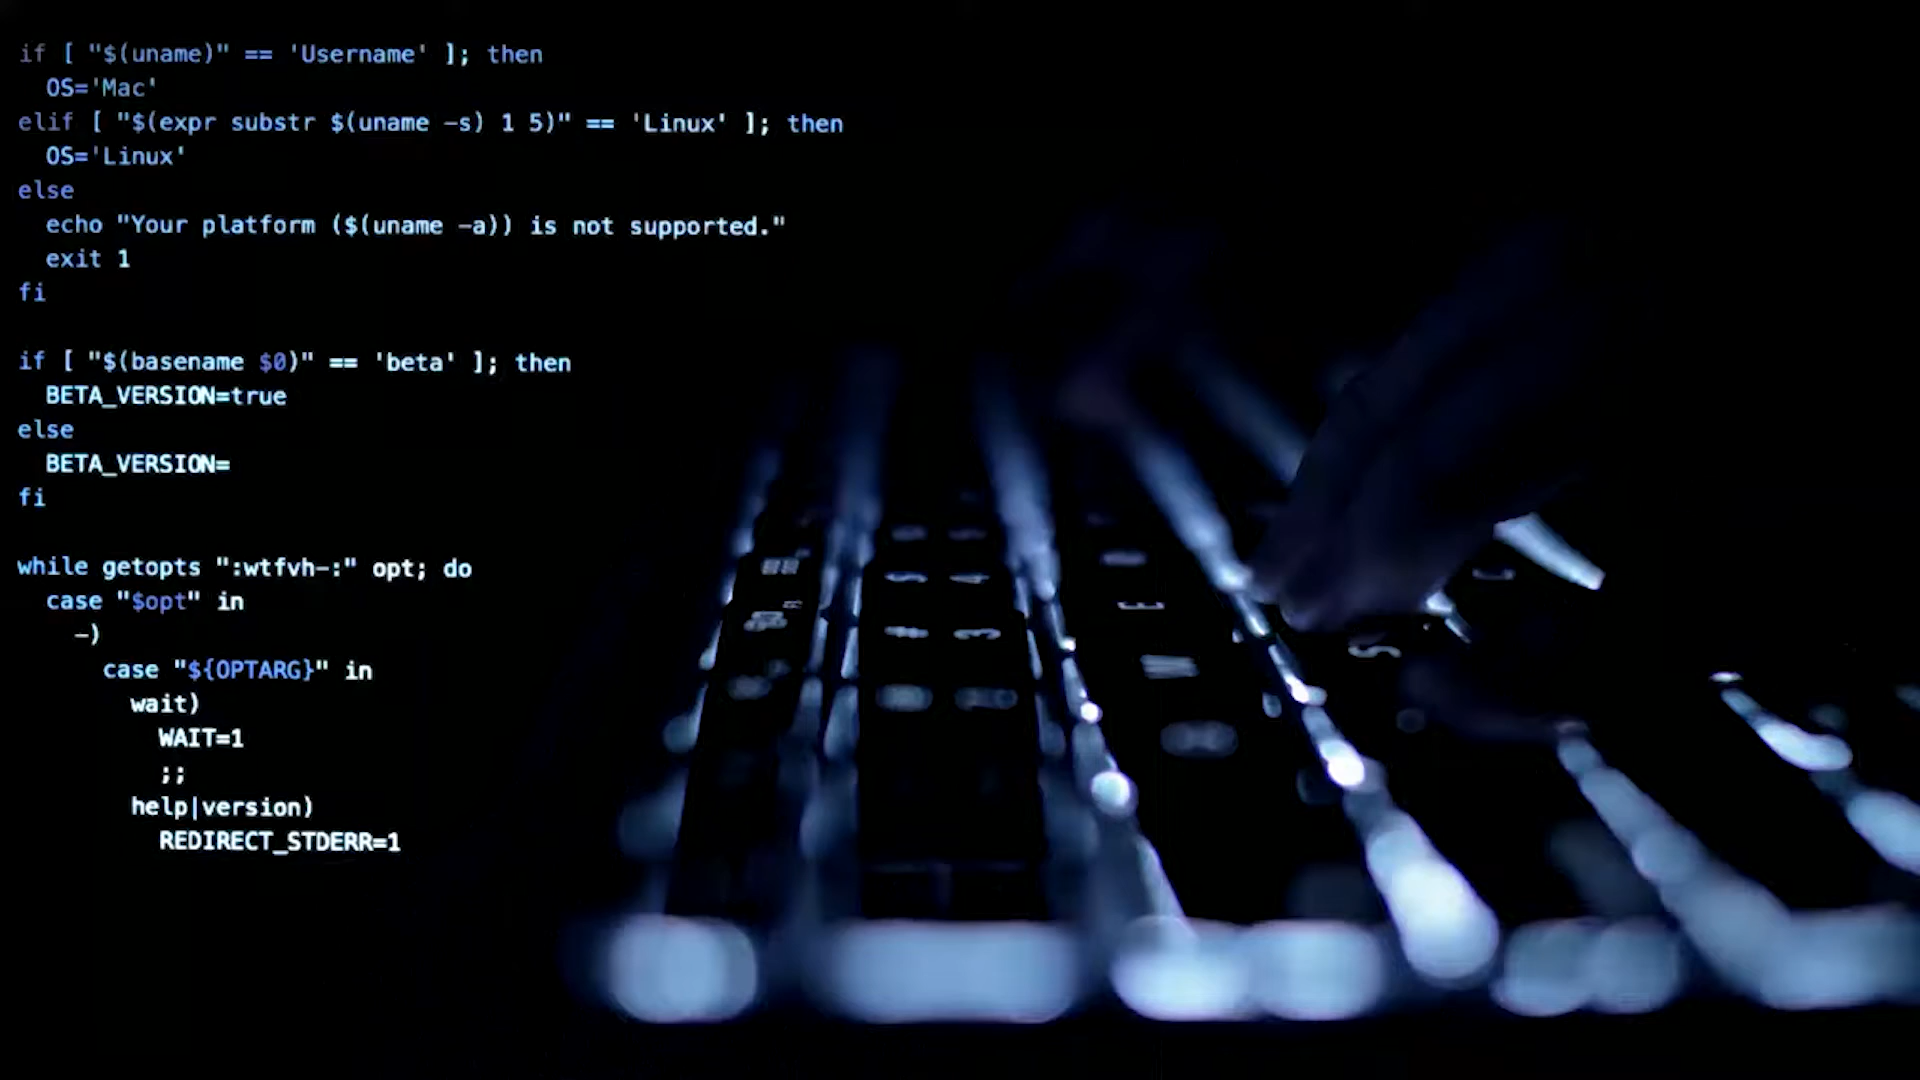 if [ "$(uname)" == 'Username' ]; then
  OS='Mac'
elif [ "$(expr substr $(uname -s) 1 5)" == 'Linux' ]; then
  OS='Linux'
else
  echo "Your platform ($(uname -a)) is not supported."
  exit 1
fi

if [ "$(basename $0)" == 'beta' ]; then
  BETA_VERSION=true
else
  BETA_VERSION=
fi

while getopts ":wtfvh-:" opt; do
  case "$opt" in
    -)
      case "${OPTARG}" in
        wait)
          WAIT=1
          ;;
        help|version)
          REDIRECT_STDERR=1